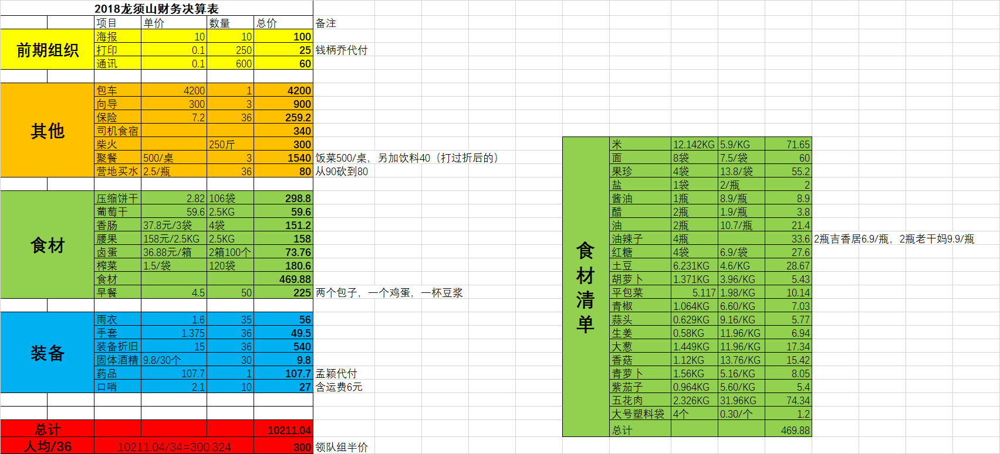 2018龙须山财务决算表
项目 单价 数量 总价 备注
前期组织
海报 10 10 100
打印 0.1 250 25 钱柄乔代付
通讯 0.1 600 60
其他
包车 4200 1 4200
向导 300 3 900
保险 7.2 36 259.2
司机食宿 340
柴火 250斤 300
聚餐 500/桌 3 1540 饭菜500/桌，另加饮料40（打过折后的）
营地买水 2.5/瓶 36 80 从90砍到80
食材
压缩饼干 2.82 106袋 298.8
葡萄干 59.6 2.5KG 59.6
香肠 37.8元/3袋 4袋 151.2
腰果 158元/2.5KG 2.5KG 158
卤蛋 36.88元/箱 2箱100个 73.76
榨菜 1.5/袋 120袋 180.6
食材 469.88
早餐 4.5 50 225 两个包子，一个鸡蛋，一杯豆浆
装备
雨衣 1.6 35 56
手套 1.375 36 49.5
装备折旧 15 36 540
固体酒精 9.8/30个 30 9.8
药品 107.7 1 107.7 孟颖代付
口哨 2.1 10 27 含运费6元
总计 10211.04
人均/36 10211.04/34=300.324 300 领队组半价
食材清单
米 12.142KG 5.9/KG 71.65
面 8袋 7.5/袋 60
果珍 4袋 13.8/袋 55.2
盐 1袋 2/瓶 2
酱油 1瓶 8.9/瓶 8.9
醋 2瓶 1.9/瓶 3.8
油 2瓶 10.7/瓶 21.4
油辣子 4瓶 33.6 2瓶吉香居6.9/瓶，2瓶老干妈9.9/瓶
红糖 4袋 6.9/袋 27.6
土豆 6.231KG 4.6/KG 28.67
胡萝卜 1.371KG 3.96/KG 5.43
平包菜 5.117 1.98/KG 10.14
青椒 1.064KG 6.60/KG 7.03
蒜头 0.629KG 9.16/KG 5.77
生姜 0.58KG 11.96/KG 6.94
大葱 1.449KG 11.96/KG 17.34
香菇 1.12KG 13.76/KG 15.42
青萝卜 1.56KG 5.16/KG 8.05
紫茄子 0.964KG 5.60/KG 5.4
五花肉 2.326KG 31.96KG 74.34
大号塑料袋 4个 0.30/个 1.2
总计 469.88